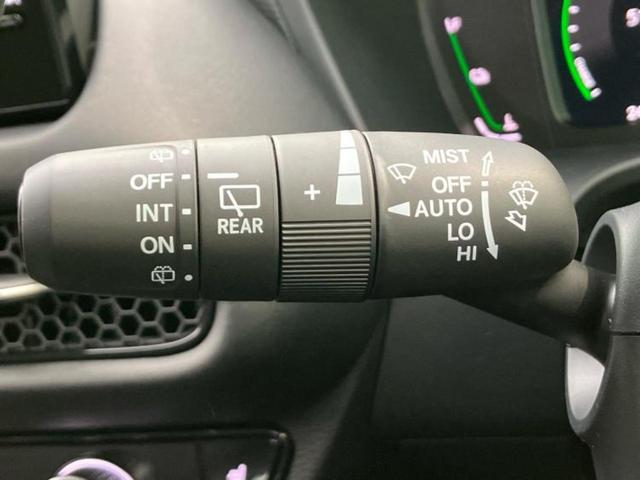 OFF
INT
ON
REAR
+
MIST
OFF
AUTO
LO
HI